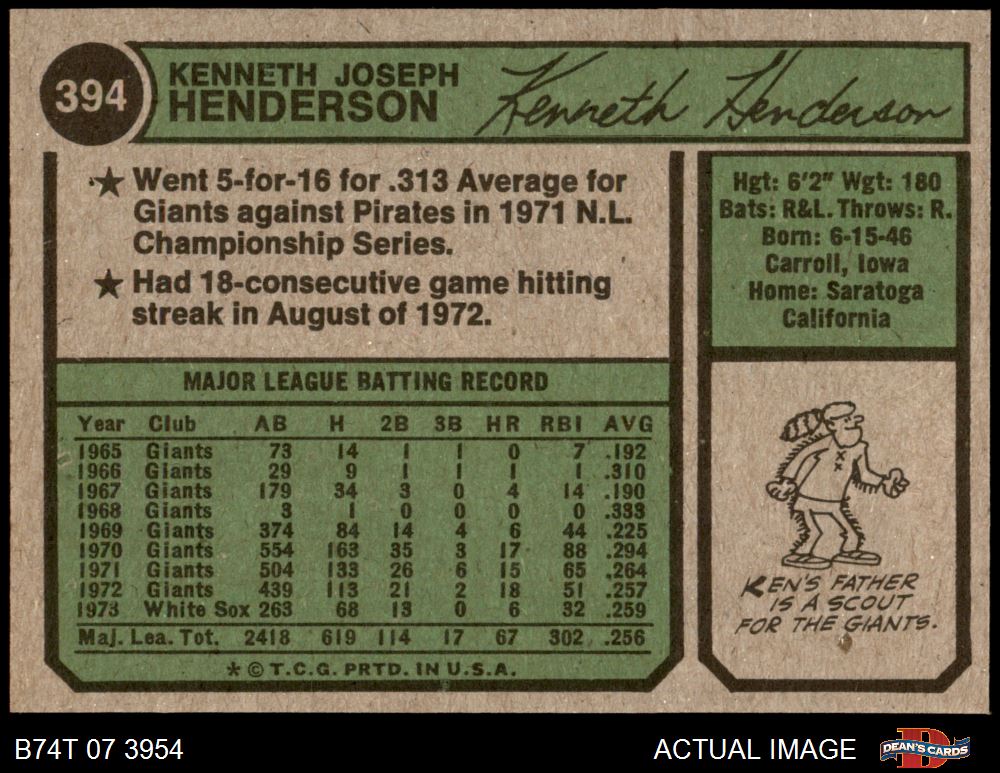 394
KENNETH JOSEPH
HENDERSON
Kenneth Henderson
★ Went 5-for-16 for .313 Average for
Giants against Pirates in 1971 N.L.
Championship Series.
★ Had 18-consecutive game hitting
streak in August of 1972.
Hgt: 6'2" Wgt: 180
Bats: R&L. Throws: R.
Born: 6-15-46
Carroll, Iowa
Home: Saratoga
California
MAJOR LEAGUE BATTING RECORD
Year Club AB H 2B 3B HR RBI AVG
1965 Giants 73 14 1 1 0 7 .192
1966 Giants 29 9 1 1 1 1 .310
1967 Giants 179 34 3 0 4 14 .190
1968 Giants 3 1 0 0 0 0 .333
1969 Giants 374 84 14 4 6 44 .225
1970 Giants 554 163 35 3 17 88 .294
1971 Giants 504 133 26 6 15 65 .264
1972 Giants 439 113 21 2 18 51 .257
1973 White Sox 263 68 13 0 6 32 .259
Maj. Lea. Tot. 2418 619 114 17 67 302 .256
* © T.C.G. PRTD. IN U.S.A.
KEN'S FATHER
IS A SCOUT
FOR THE GIANTS.
B74T 07 3954
ACTUAL IMAGE
DEAN'S CARDS